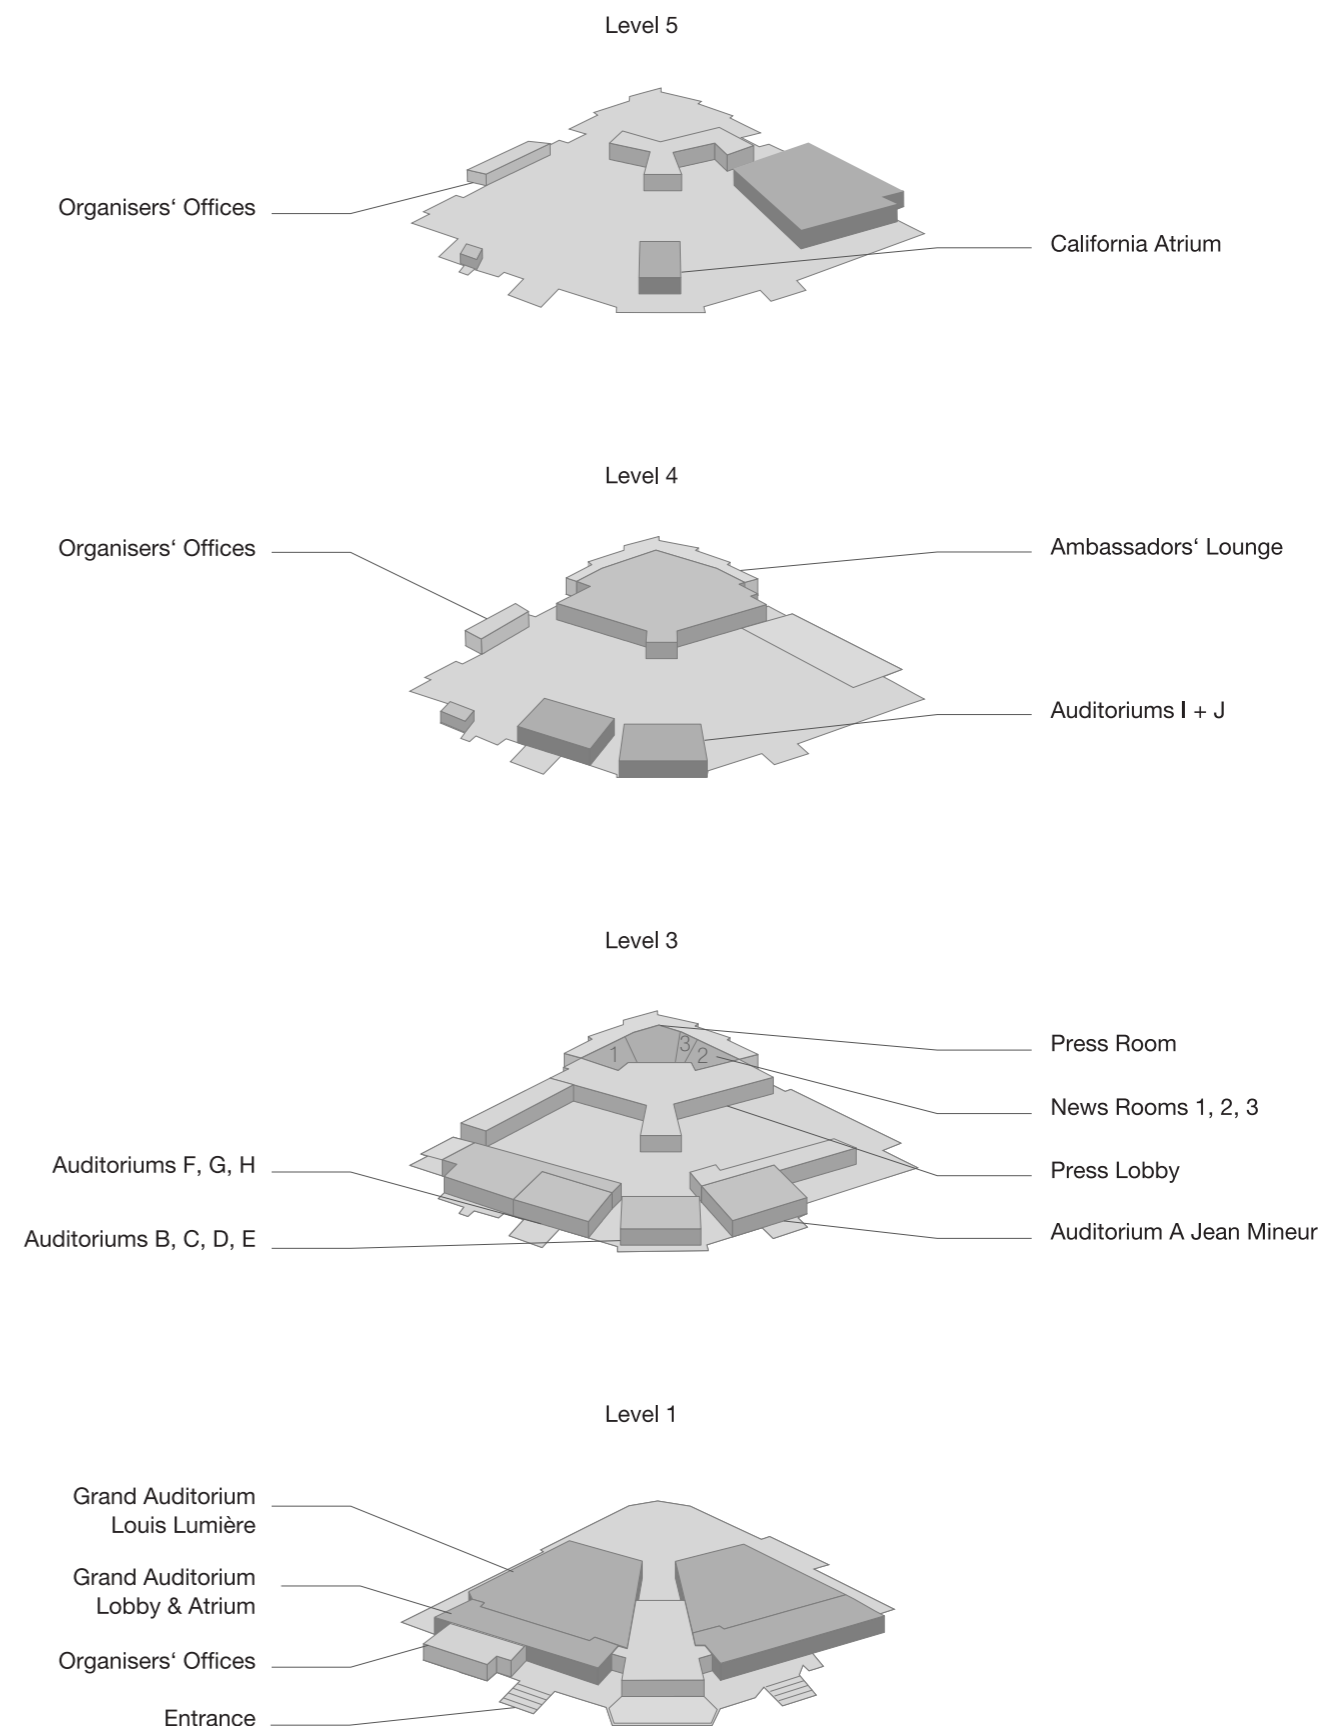 Level 5
Organisers‘ Offices
California Atrium
Level 4
Organisers‘ Offices
Ambassadors‘ Lounge
Auditoriums I + J
Level 3
1
3
2
Press Room
News Rooms 1, 2, 3
Auditoriums F, G, H
Press Lobby
Auditoriums B, C, D, E
Auditorium A Jean Mineur
Level 1
Grand Auditorium
Louis Lumière
Grand Auditorium
Lobby & Atrium
Organisers‘ Offices
Entrance